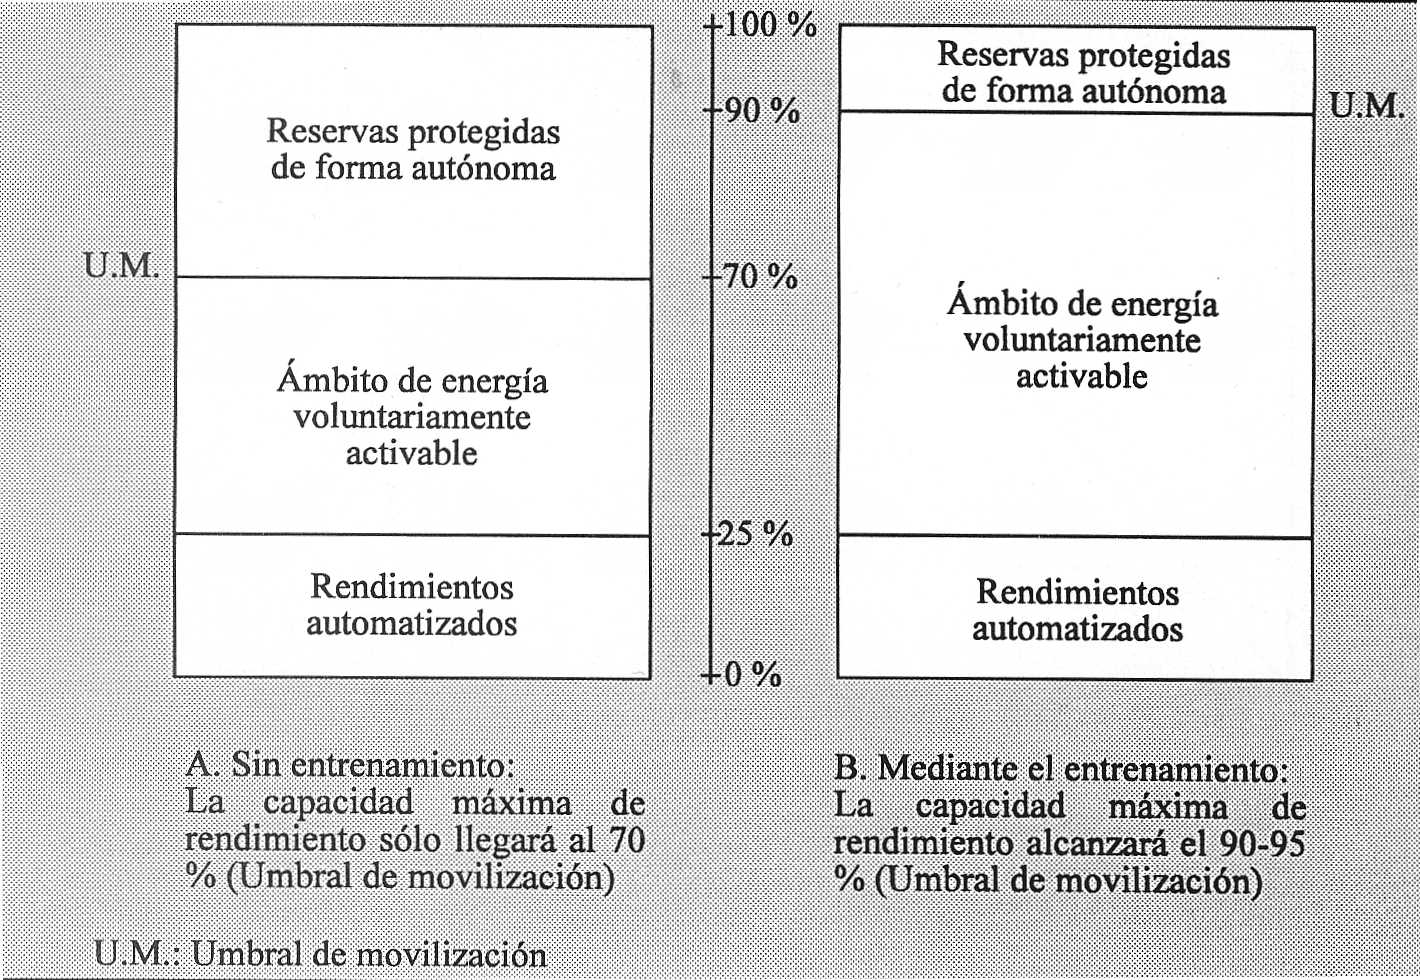 Reservas protegidas
de forma autónoma
U.M.
Ámbito de energía
voluntariamente
activable
Rendimientos
automatizados
100 %
90 %
70 %
25 %
0 %
Reservas protegidas
de forma autónoma
U.M.
Ámbito de energía
voluntariamente
activable
Rendimientos
automatizados
A. Sin entrenamiento:
La capacidad máxima de
rendimiento sólo llegará al 70
% (Umbral de movilización)
B. Mediante el entrenamiento:
La capacidad máxima de
rendimiento alcanzará el 90-95
% (Umbral de movilización)
U.M.: Umbral de movilización